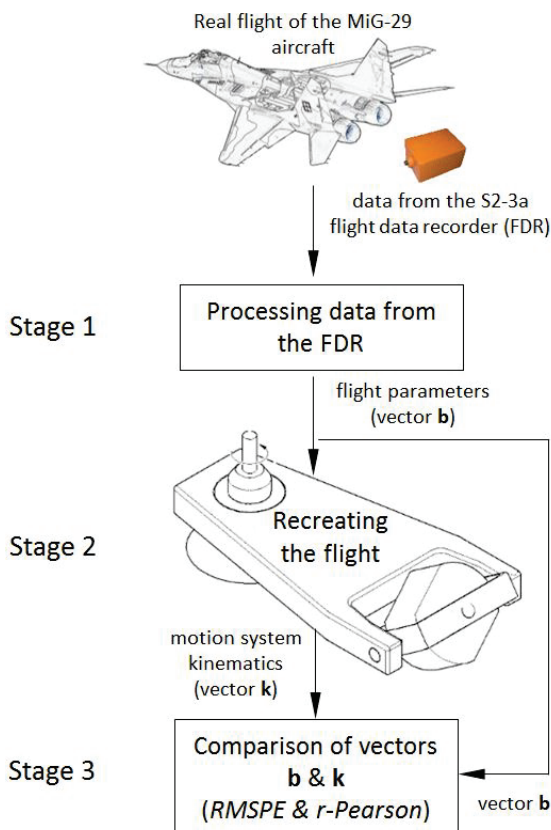 Real flight of the MiG-29
aircraft
data from the S2-3a
flight data recorder (FDR)
Stage 1
Processing data from
the FDR
flight parameters
(vector b)
Stage 2
Recreating
the flight
motion system
kinematics
(vector k)
Stage 3
Comparison of vectors
b & k
(RMSPE & r-Pearson)
vector b